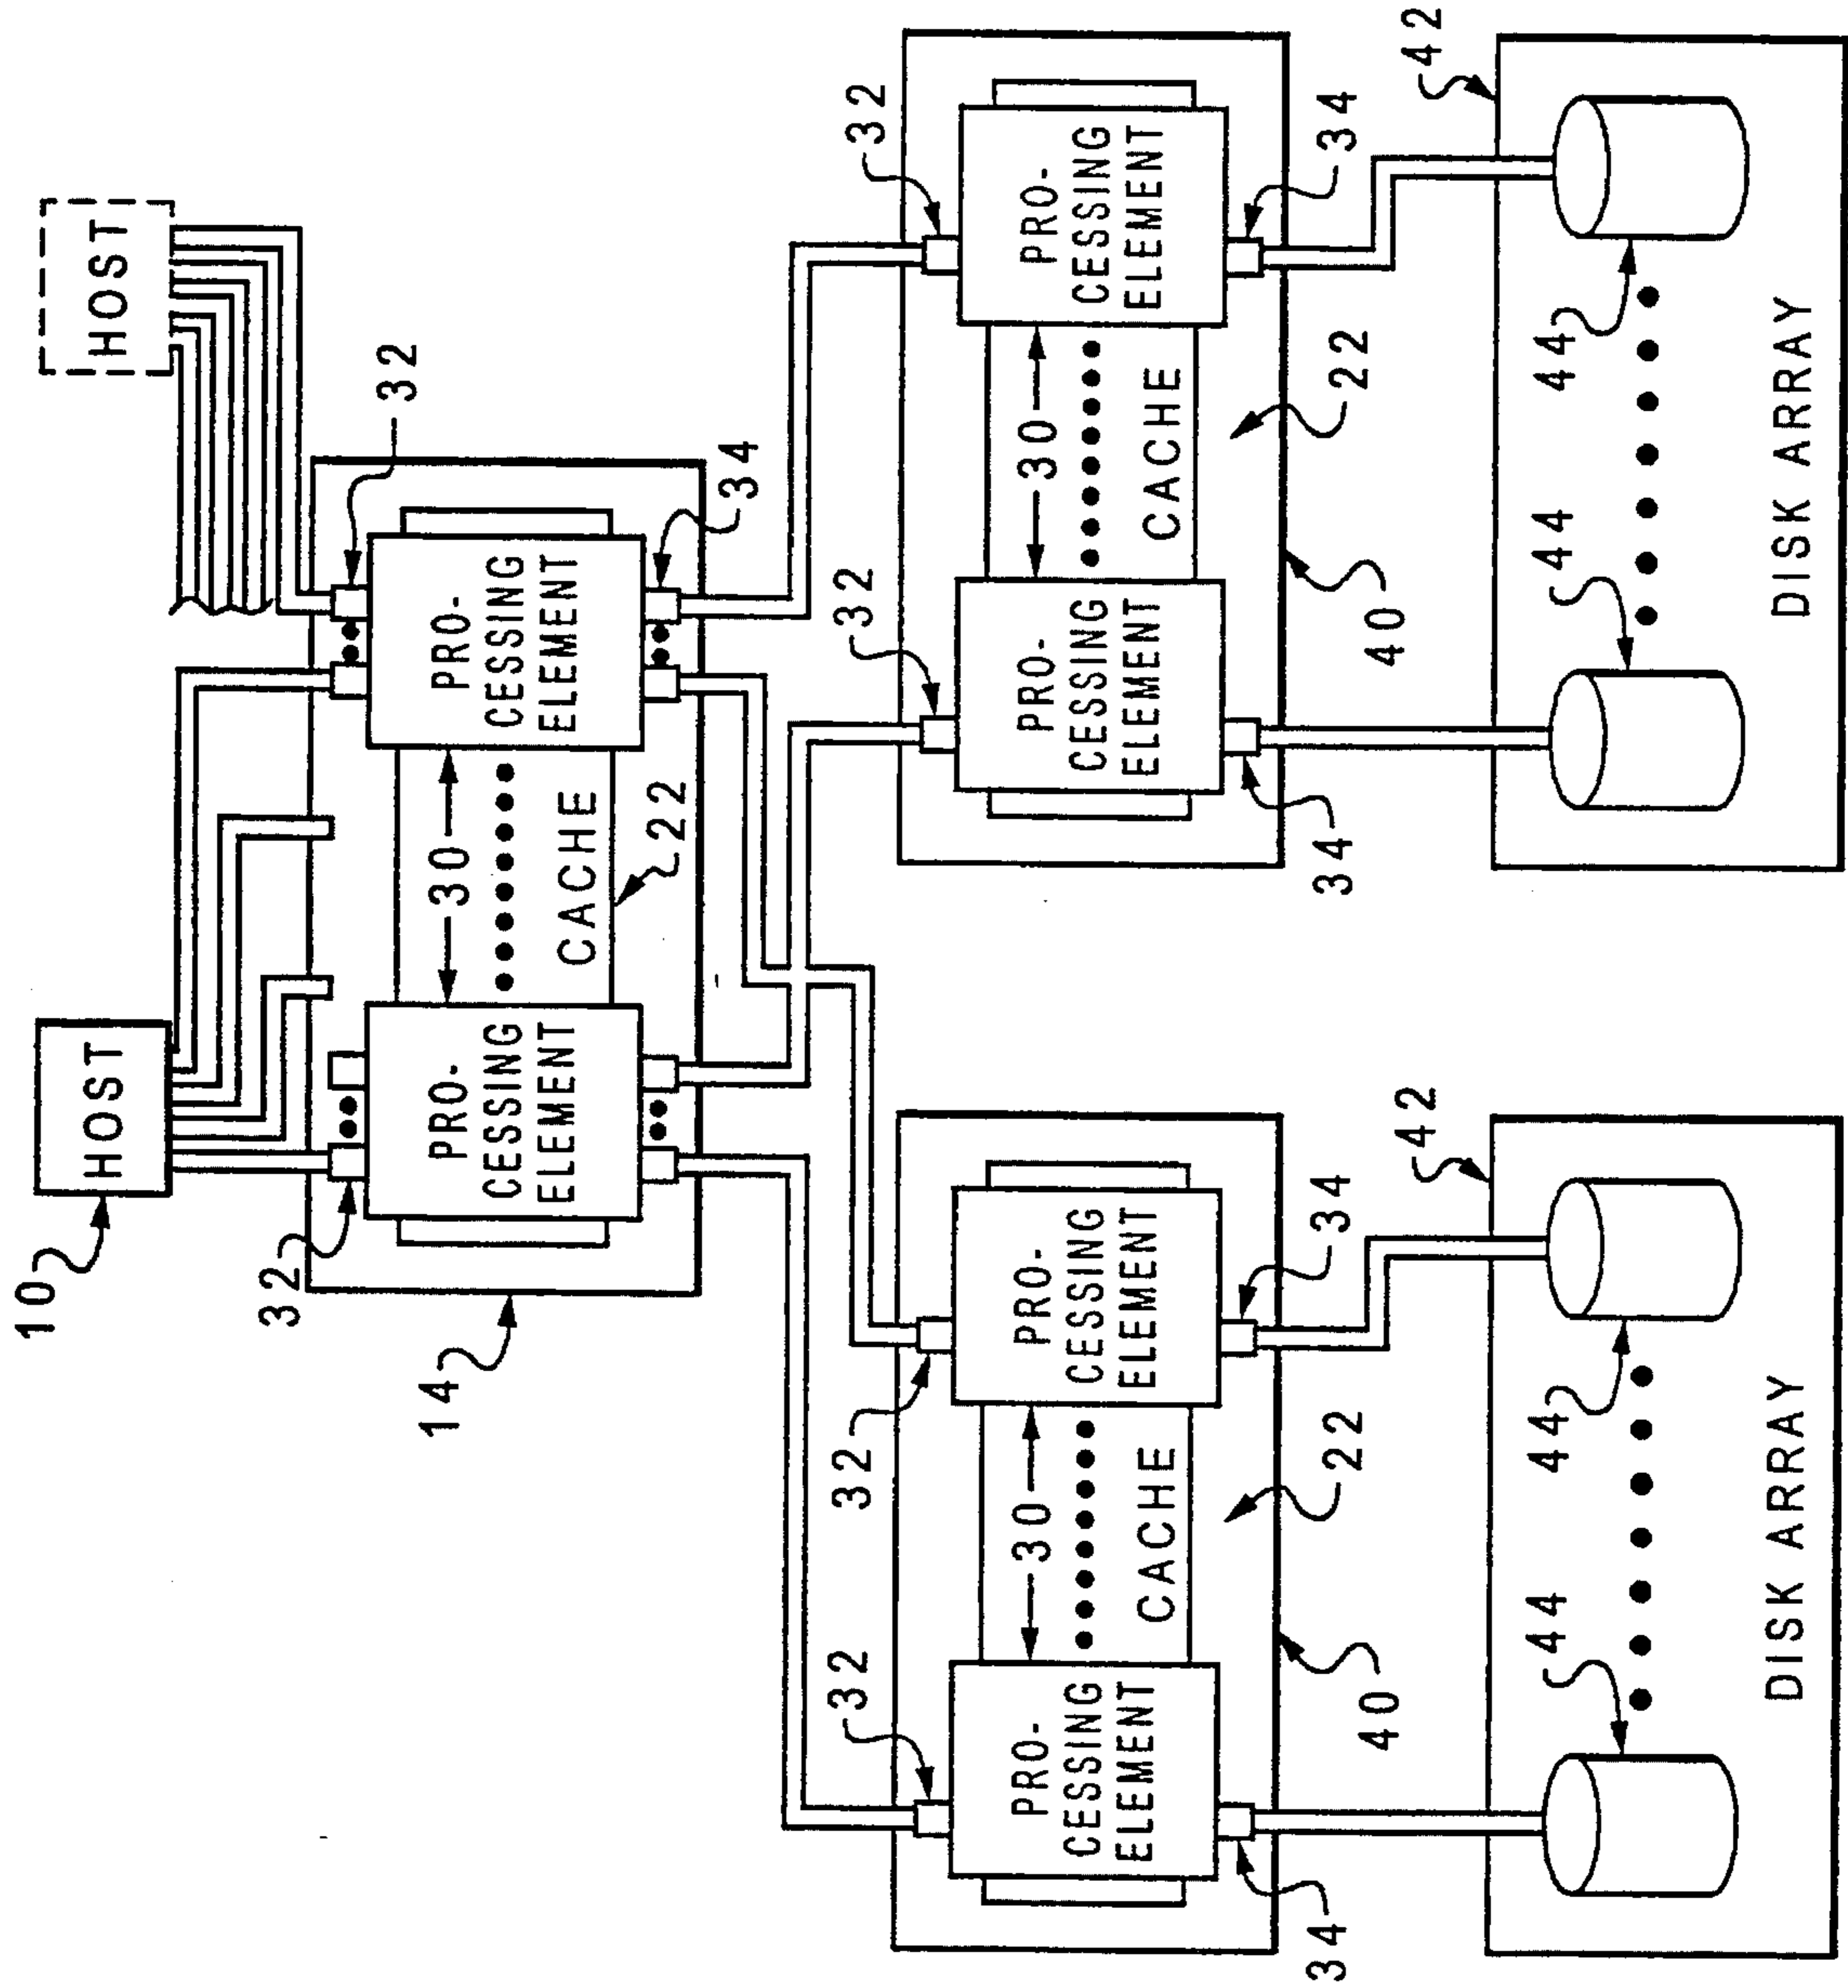 HOST
HOST
10
32
32
14
PRO-
CESSING
ELEMENT
30
CACHE
22
PRO-
CESSING
ELEMENT
34
32
32
32
32
PRO-
CESSING
ELEMENT
30
CACHE
22
PRO-
CESSING
ELEMENT
PRO-
CESSING
ELEMENT
30
CACHE
22
PRO-
CESSING
ELEMENT
34
40
34
34
40
34
42
42
44
44
DISK ARRAY
44
44
DISK ARRAY